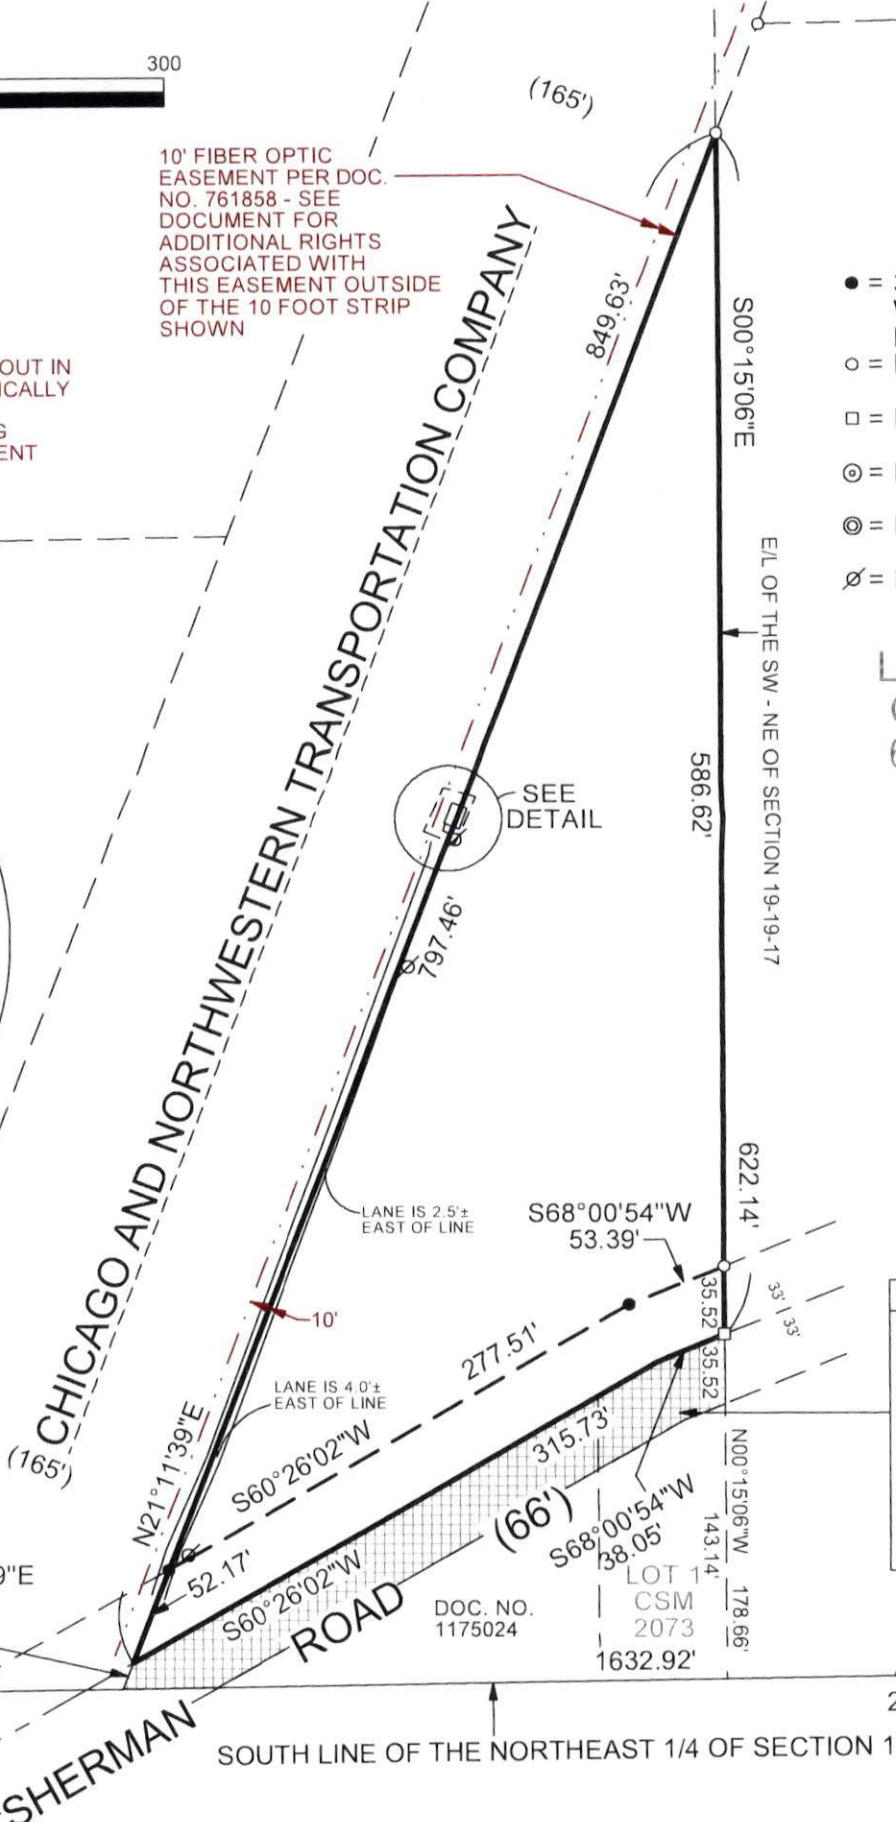 300
(165')
10' FIBER OPTIC
EASEMENT PER DOC.
NO. 761858 - SEE
DOCUMENT FOR
ADDITIONAL RIGHTS
ASSOCIATED WITH
THIS EASEMENT OUTSIDE
OF THE 10 FOOT STRIP
SHOWN
OUT IN
ICALLY
G
ENT
CHICAGO AND NORTHWESTERN TRANSPORTATION COMPANY
849.63'
S00°15'06"E
=
=
=
=
=
=
E/L OF THE SW - NE OF SECTION 19-19-17
586.62'
SEE
DETAIL
797.46'
622.14'
LANE IS 2.5'±
EAST OF LINE
S68°00'54"W
53.39'
35.52
33' | 33'
10'
277.51'
35.52
LANE IS 4.0'±
EAST OF LINE
(165')
N21°11'39"E
S60°26'02"W
315.73'
(66')
S68°00'54"W
38.05'
N00°15'06"W
143.14'
178.66'
9"E
52.17'
S60°26'02"W
DOC. NO.
1175024
LOT 1
CSM
2073
1632.92'
SHERMAN ROAD
2
SOUTH LINE OF THE NORTHEAST 1/4 OF SECTION 1